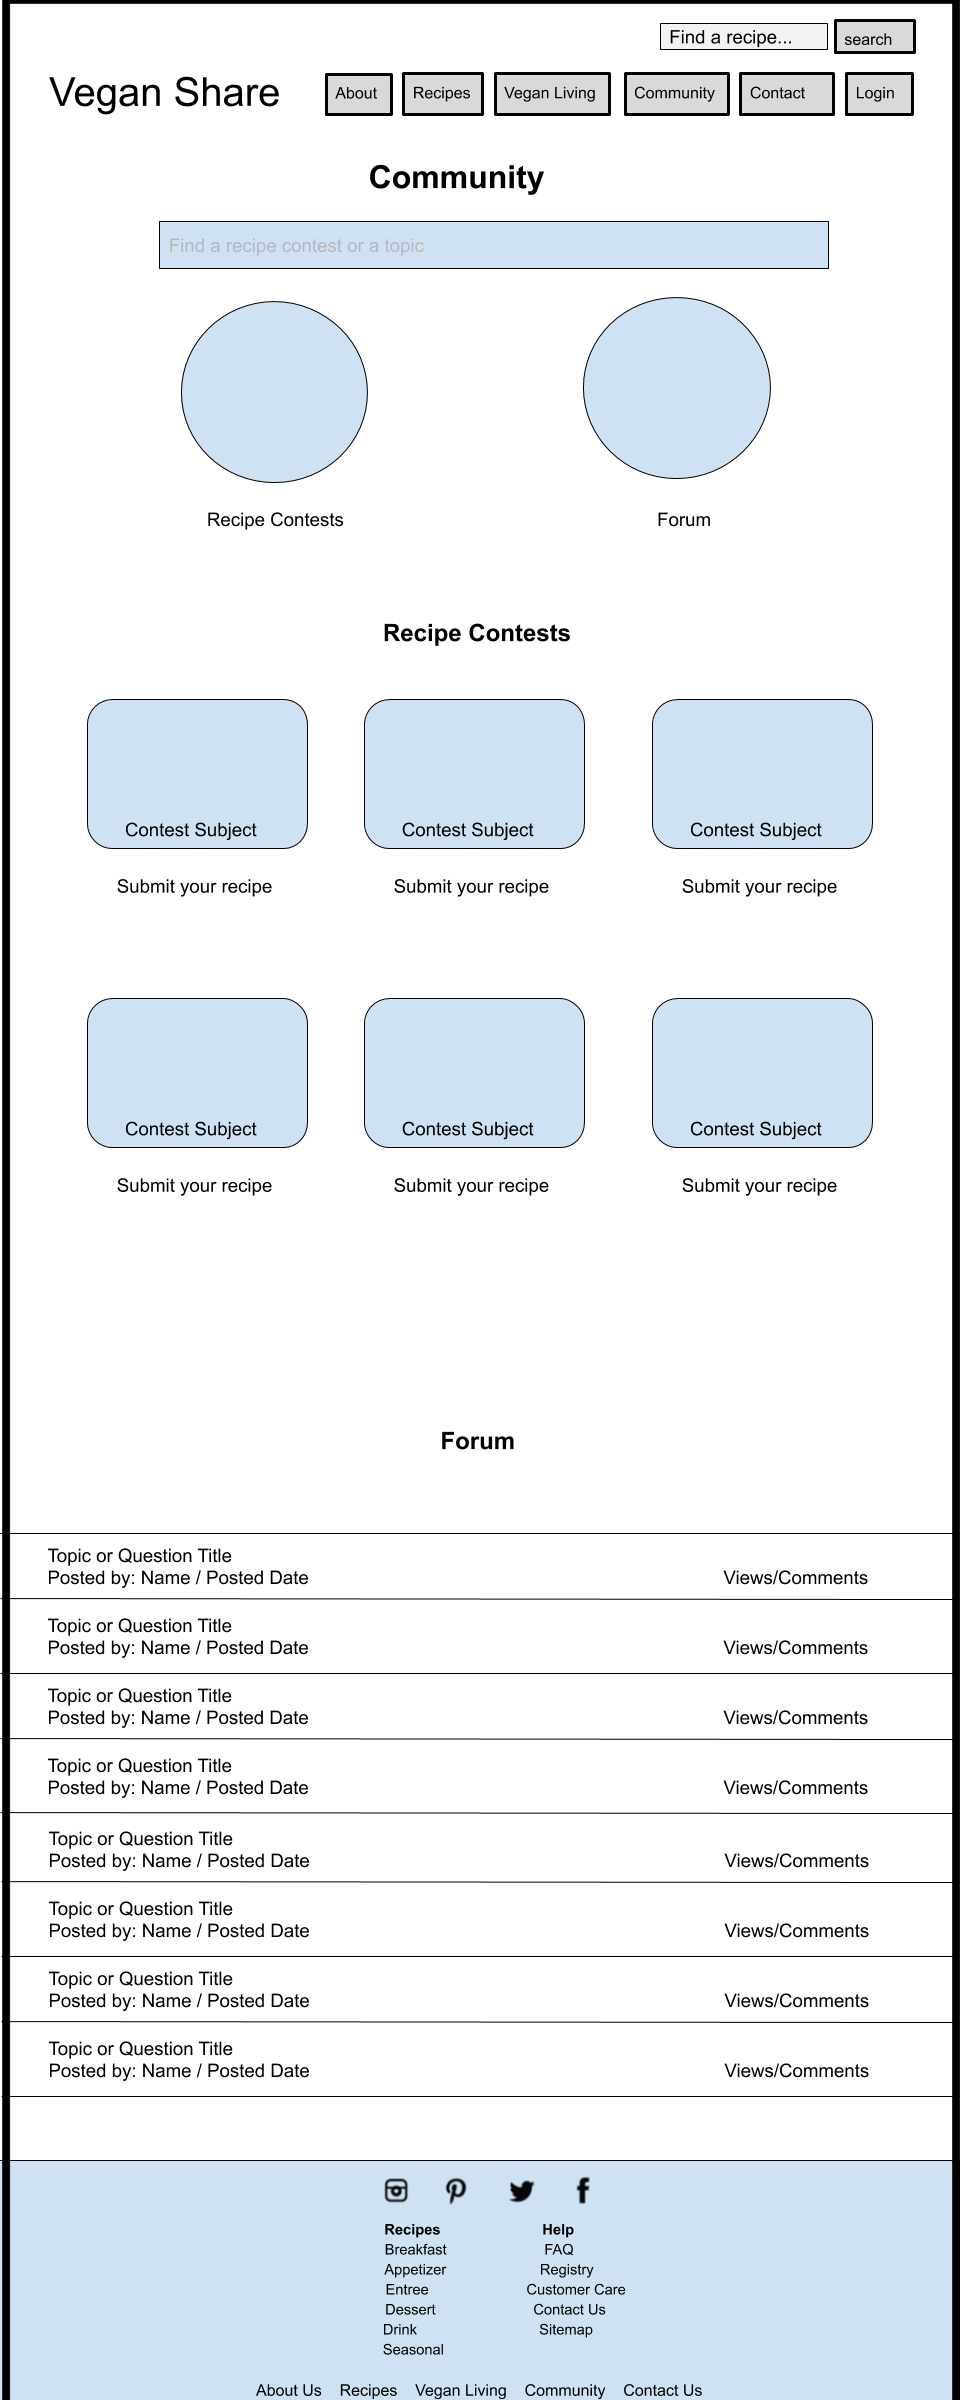 Find a recipe...
search
Vegan Share
About
Recipes
Vegan Living
Community
Contact
Login
Community
Find a recipe contest or a topic
Recipe Contests
Forum
Recipe Contests
Contest Subject
Contest Subject
Contest Subject
Submit your recipe
Submit your recipe
Submit your recipe
Contest Subject
Contest Subject
Contest Subject
Submit your recipe
Submit your recipe
Submit your recipe
Forum
Topic or Question Title
Posted by: Name / Posted Date
Views/Comments
Topic or Question Title
Posted by: Name / Posted Date
Views/Comments
Topic or Question Title
Posted by: Name / Posted Date
Views/Comments
Topic or Question Title
Posted by: Name / Posted Date
Views/Comments
Topic or Question Title
Posted by: Name / Posted Date
Views/Comments
Topic or Question Title
Posted by: Name / Posted Date
Views/Comments
Topic or Question Title
Posted by: Name / Posted Date
Views/Comments
Topic or Question Title
Posted by: Name / Posted Date
Views/Comments
Recipes
Breakfast
Appetizer
Entree
Dessert
Drink
Seasonal
Help
FAQ
Registry
Customer Care
Contact Us
Sitemap
About Us
Recipes
Vegan Living
Community
Contact Us